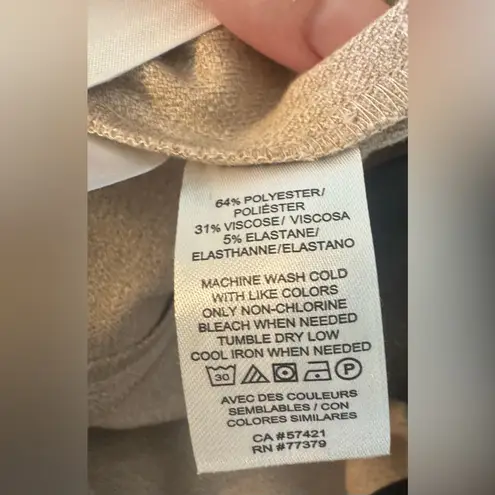 64% POLYESTER/
POLIÉSTER
31% VISCOSE/ VISCOSA
5% ELASTANE/
ELASTHANNE/ELASTANO
MACHINE WASH COLD
WITH LIKE COLORS
ONLY NON-CHLORINE
BLEACH WHEN NEEDED
TUMBLE DRY LOW
COOL IRON WHEN NEEDED
30 P
AVEC DES COULEURS
SEMBLABLES / CON
COLORES SIMILARES
CA #57421
RN #77379